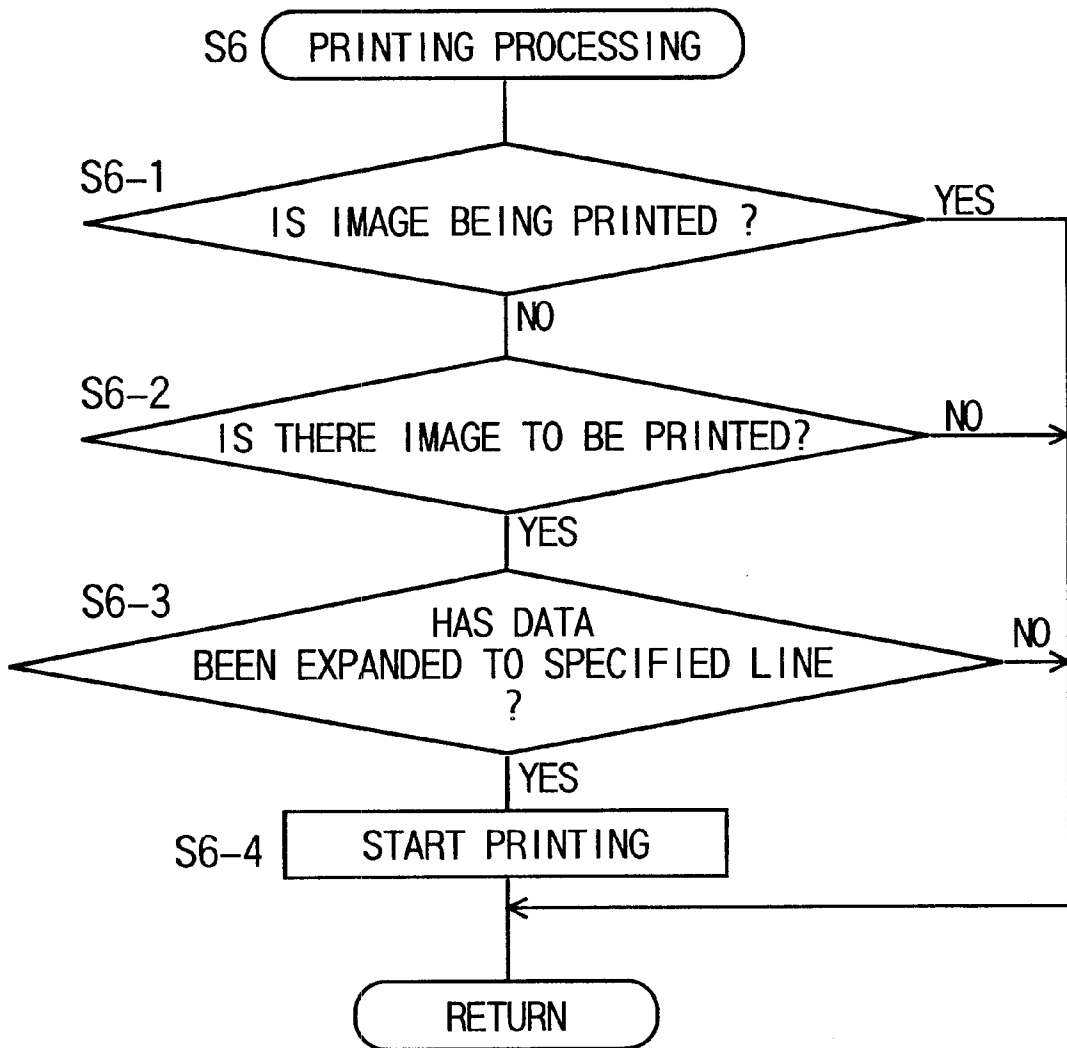 S6 PRINTING PROCESSING
S6-1
IS IMAGE BEING PRINTED ?
YES
NO
S6-2
IS THERE IMAGE TO BE PRINTED?
NO
YES
S6-3
HAS DATA
BEEN EXPANDED TO SPECIFIED LINE
?
NO
YES
S6-4 START PRINTING
RETURN